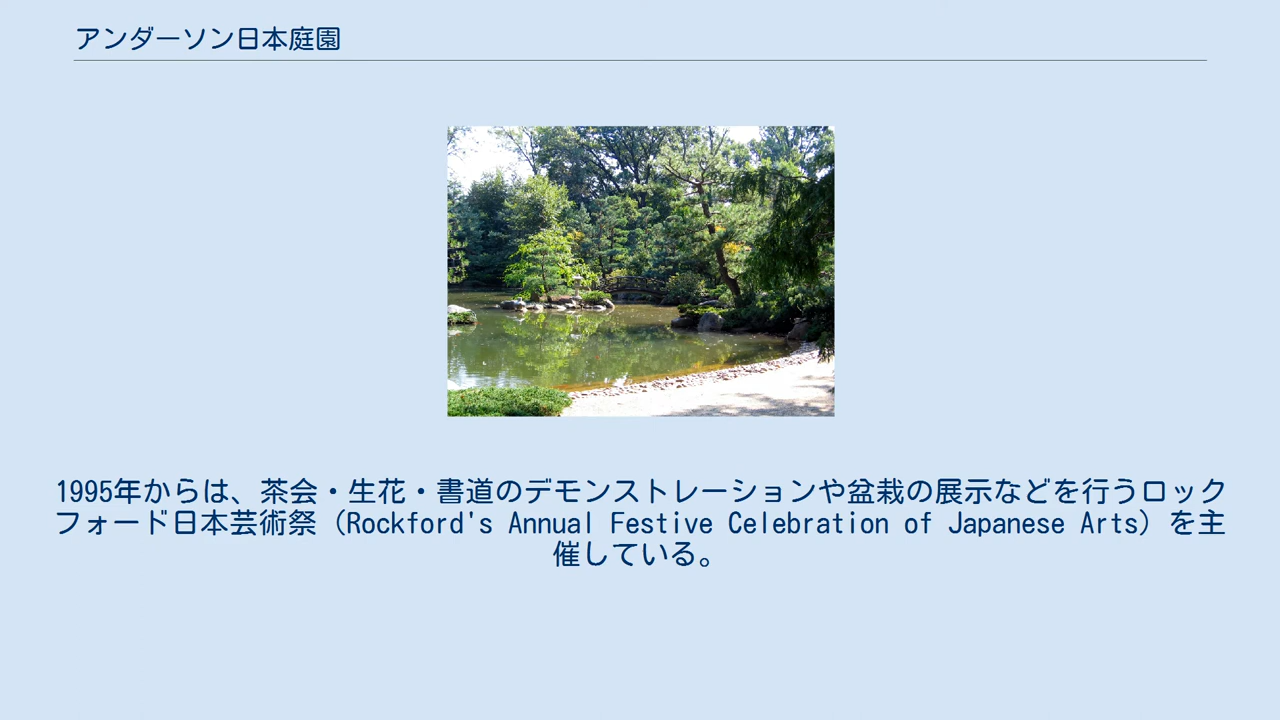 アンダーソン日本庭園
1995年からは、茶会・生花・書道のデモンストレーションや盆栽の展示などを行うロック
フォード日本芸術祭（Rockford's Annual Festive Celebration of Japanese Arts）を主
催している。